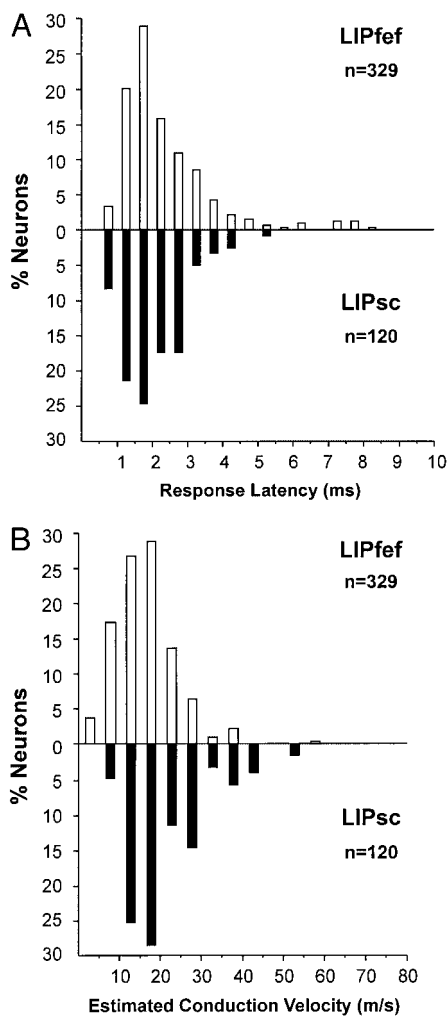 A
30
LIPfef
25
n=329
20
15
10
5
% Neurons
0
5
10
LIPsc
15
n=120
20
25
30
1 2 3 4 5 6 7 8 9 10
Response Latency (ms)
B
30
LIPfef
25
n=329
20
15
10
5
% Neurons
0
5
10
LIPsc
15
n=120
20
25
30
10 20 30 40 50 60 70 80
Estimated Conduction Velocity (m/s)